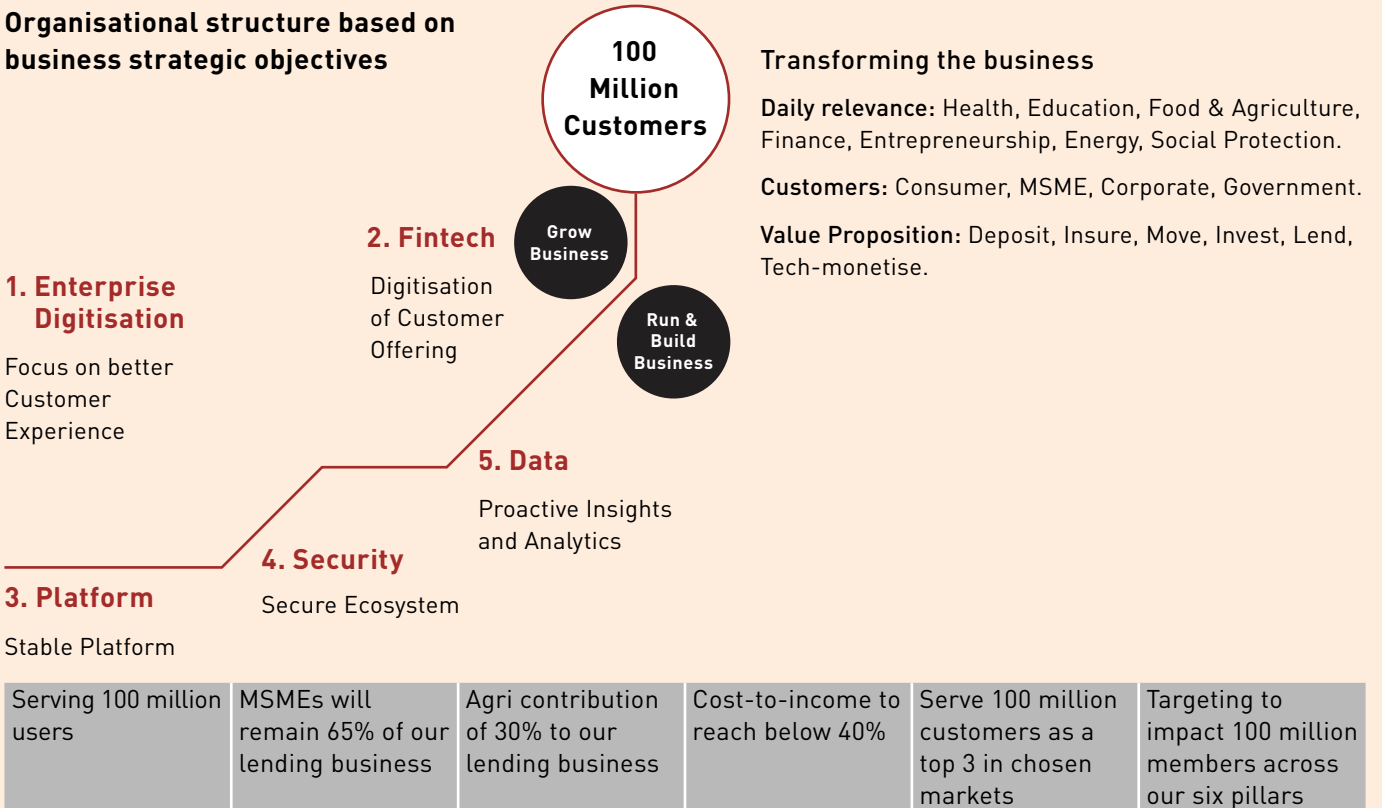 Organisational structure based on
business strategic objectives
100
Million
Customers
Transforming the business
Daily relevance: Health, Education, Food & Agriculture,
Finance, Entrepreneurship, Energy, Social Protection.
Customers: Consumer, MSME, Corporate, Government.
Value Proposition: Deposit, Insure, Move, Invest, Lend,
Tech-monetise.
1. Enterprise
Digitisation
Focus on better
Customer
Experience
2. Fintech
Digitisation
of Customer
Offering
Grow
Business
Run &
Build
Business
3. Platform
Stable Platform
4. Security
Secure Ecosystem
5. Data
Proactive Insights
and Analytics
Serving 100 million
users
MSMEs will
remain 65% of our
lending business
Agri contribution
of 30% to our
lending business
Cost-to-income to
reach below 40%
Serve 100 million
customers as a
top 3 in chosen
markets
Targeting to
impact 100 million
members across
our six pillars